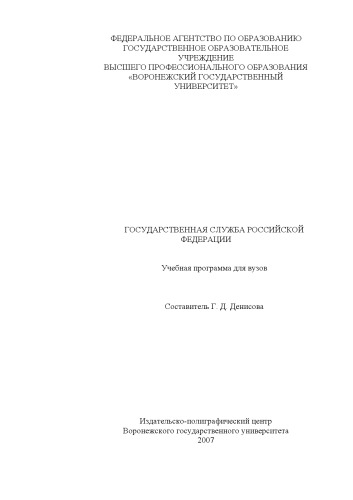 ФЕДЕРАЛЬНОЕ АГЕНТСТВО ПО ОБРАЗОВАНИЮ
ГОСУДАРСТВЕННОЕ ОБРАЗОВАТЕЛЬНОЕ
УЧРЕЖДЕНИЕ
ВЫСШЕГО ПРОФЕССИОНАЛЬНОГО ОБРАЗОВАНИЯ
«ВОРОНЕЖСКИЙ ГОСУДАРСТВЕННЫЙ
УНИВЕРСИТЕТ»
ГОСУДАРСТВЕННАЯ СЛУЖБА РОССИЙСКОЙ
ФЕДЕРАЦИИ
Учебная программа для вузов
Составитель Г. Д. Денисова
Издательско-полиграфический центр
Воронежского государственного университета
2007